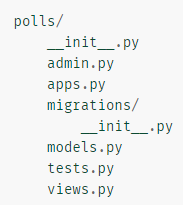 polls/
    __init__.py
    admin.py
    apps.py
    migrations/
        __init__.py
    models.py
    tests.py
    views.py